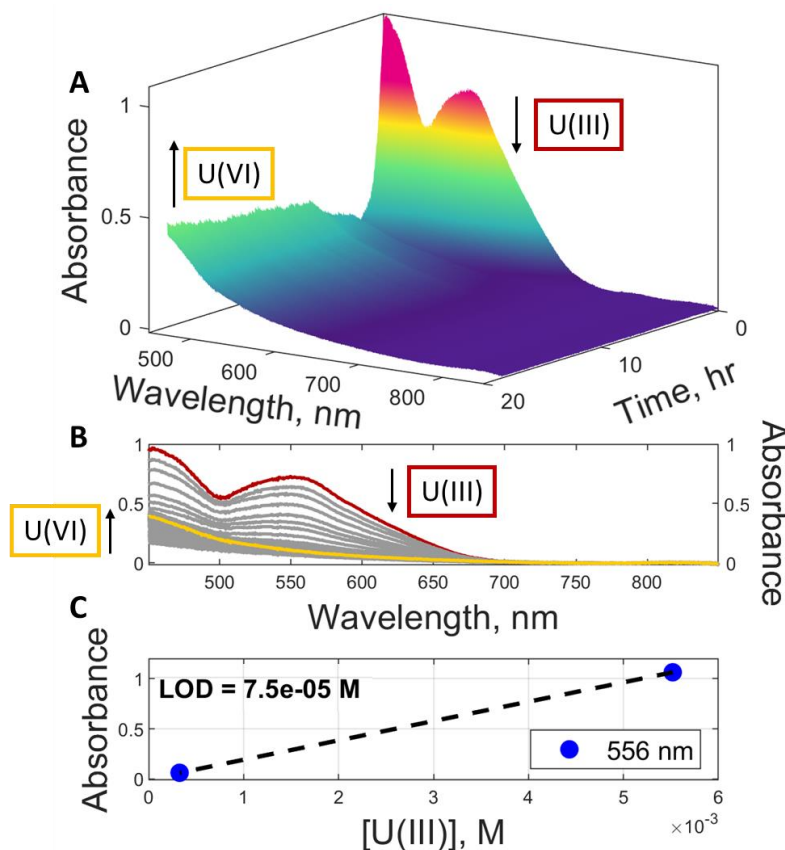 A
Absorbance
1
0.5
0
U(VI)
U(III)
500
600
700
800
Wavelength, nm
20
10
0
Time, hr
B
1
0.5
0
U(VI)
U(III)
1
0.5
0
Absorbance
500
550
600
650
700
750
800
Wavelength, nm
C
Absorbance
1
0.5
0
LOD = 7.5e-05 M
556 nm
0
1
2
3
4
5
6
×10⁻³
[U(III)], M